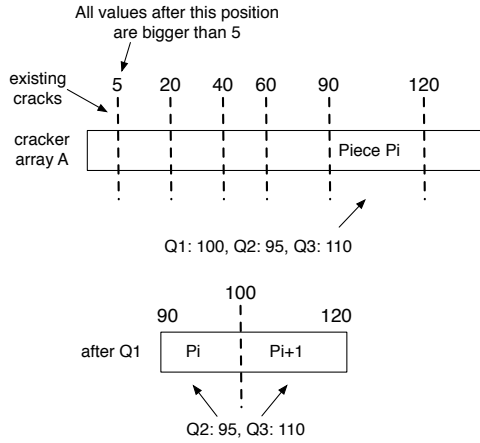 All values after this position
are bigger than 5
existing
cracks
5 20 40 60 90 120
cracker
array A
Piece Pi
Q1: 100, Q2: 95, Q3: 110
100
90 120
after Q1 Pi Pi+1
Q2: 95, Q3: 110